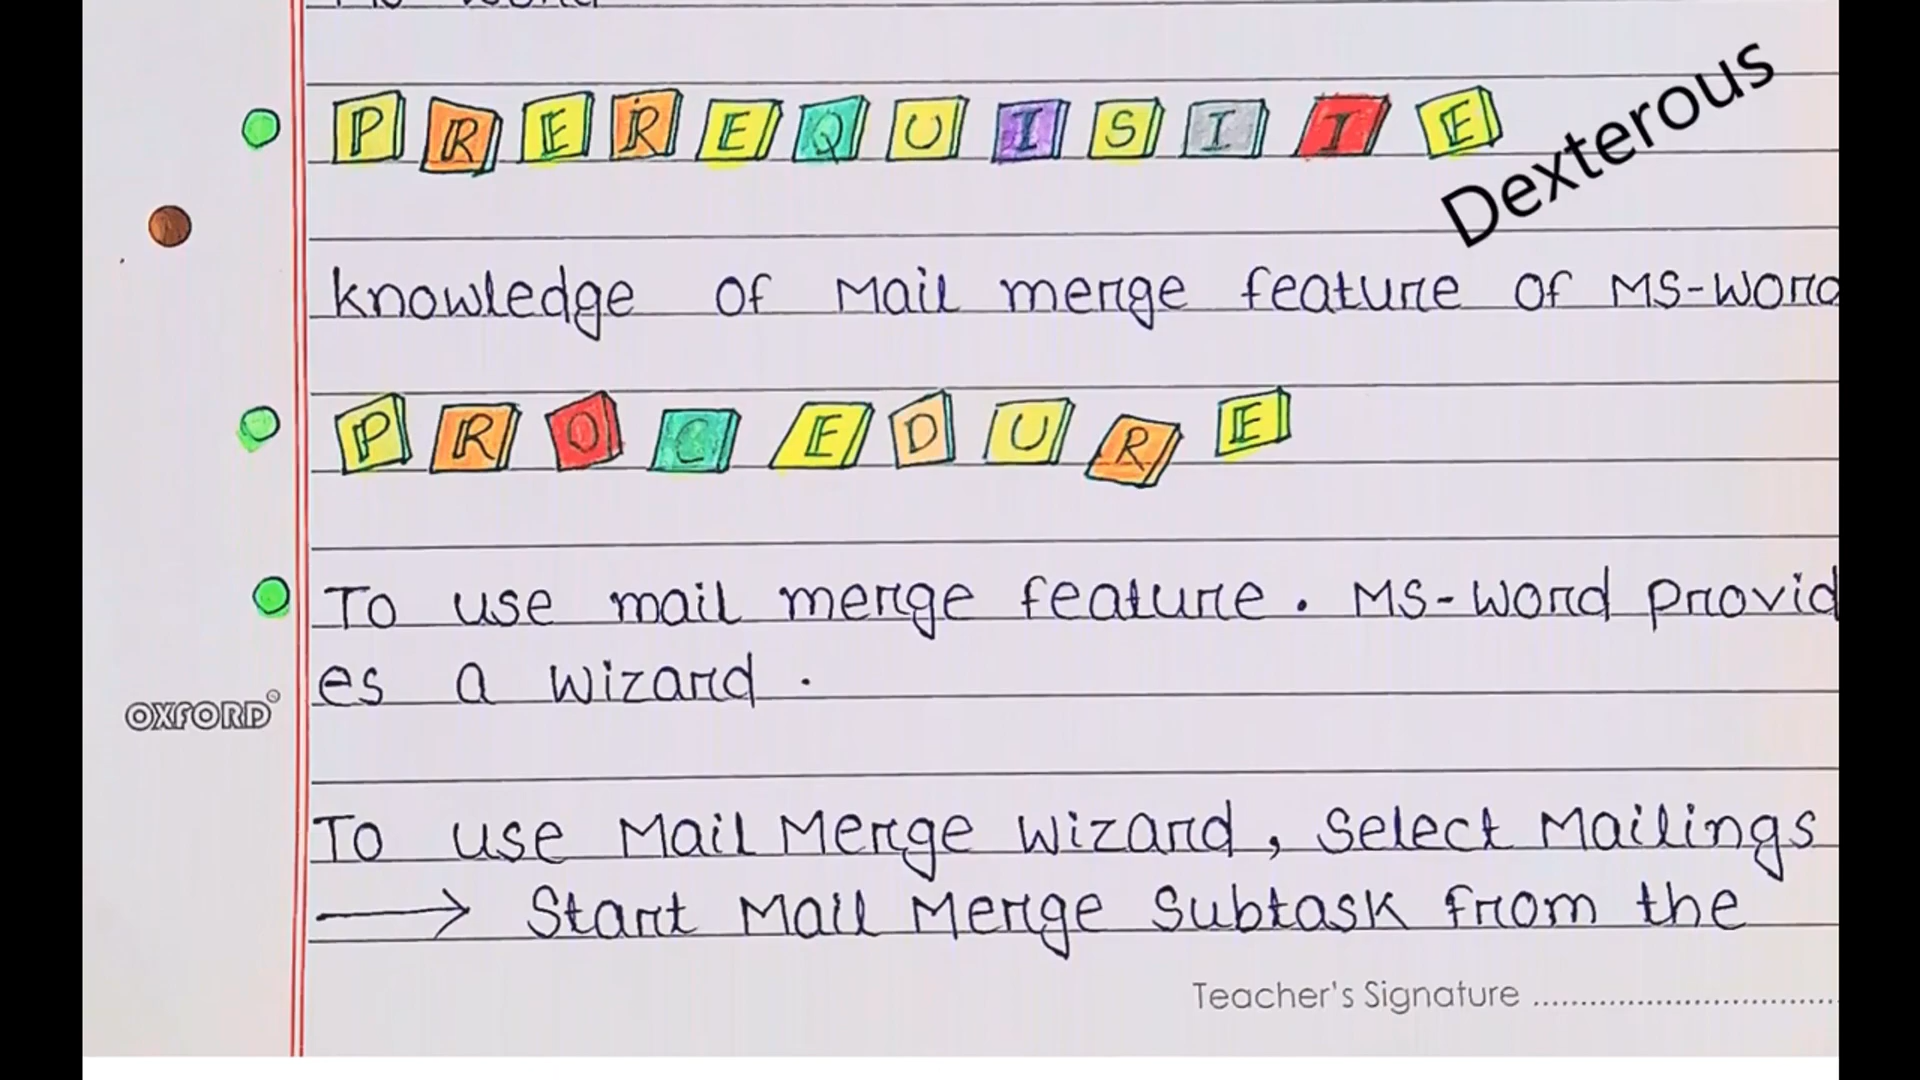 PREREQUISITE
Dexterous
knowledge of Mail merge feature of MS-Word
PROCEDURE
To use mail merge feature. MS-Word provid
es a wizard.
OXFORD
To use Mail Merge wizard, select Mailings
→ Start Mail Merge subtask from the
Teacher's Signature